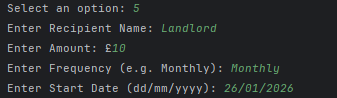 Select an option: 5
Enter Recipient Name: Landlord
Enter Amount: £10
Enter Frequency (e.g. Monthly): Monthly
Enter Start Date (dd/mm/yyyy): 26/01/2026